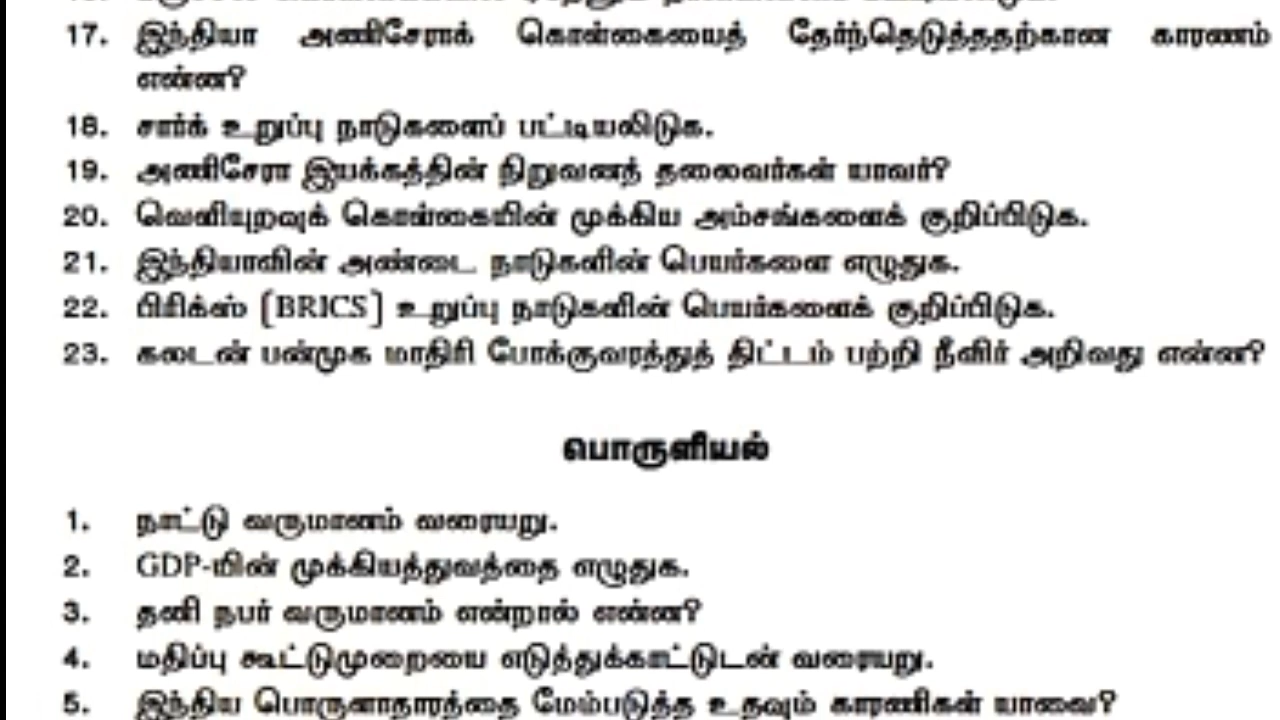 17. இந்தியா அணிசேராக் கொள்கையைத் தேர்ந்தெடுத்ததற்கான காரணம்
என்ன?
18. சார்க் உறுப்பு நாடுகளைப் பட்டியலிடுக.
19. அணிசேரா இயக்கத்தின் நிறுவனத் தலைவர்கள் யாவர்?
20. வெளியுறவுக் கொள்கையின் முக்கிய அம்சங்களைக் குறிப்பிடுக.
21. இந்தியாவின் அண்டை நாடுகளின் பெயர்களை எழுதுக.
22. பிரிக்ஸ் [BRICS] உறுப்பு நாடுகளின் பெயர்களைக் குறிப்பிடுக.
23. கலடன் பன்முக மாதிரி போக்குவரத்துத் திட்டம் பற்றி நீவிர் அறிவது என்ன?
பொருளியல்
1. நாட்டு வருமானம் வரையறு.
2. GDP-யின் முக்கியத்துவத்தை எழுதுக.
3. தனி நபர் வருமானம் என்றால் என்ன?
4. மதிப்பு கூட்டுமுறையை எடுத்துக்காட்டுடன் வரையறு.
5. இந்திய பொருளாதாரத்தை மேம்படுத்த உதவும் காரணிகள் யாவை?